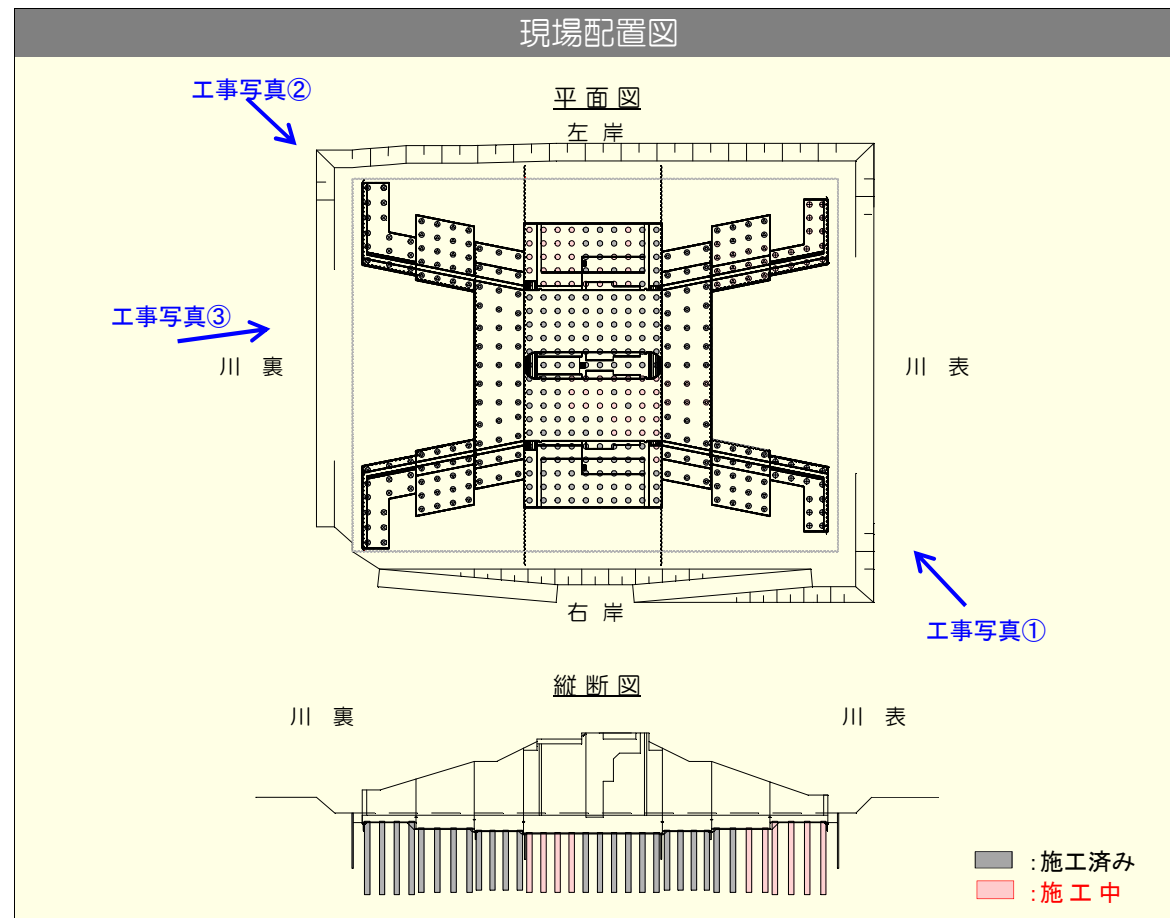 現場配置図
工事写真②
平 面 図
左 岸
工事写真③
川 裏
川 表
右 岸
工事写真①
縦 断 図
川 裏
川 表
：施工済み
：施 工 中